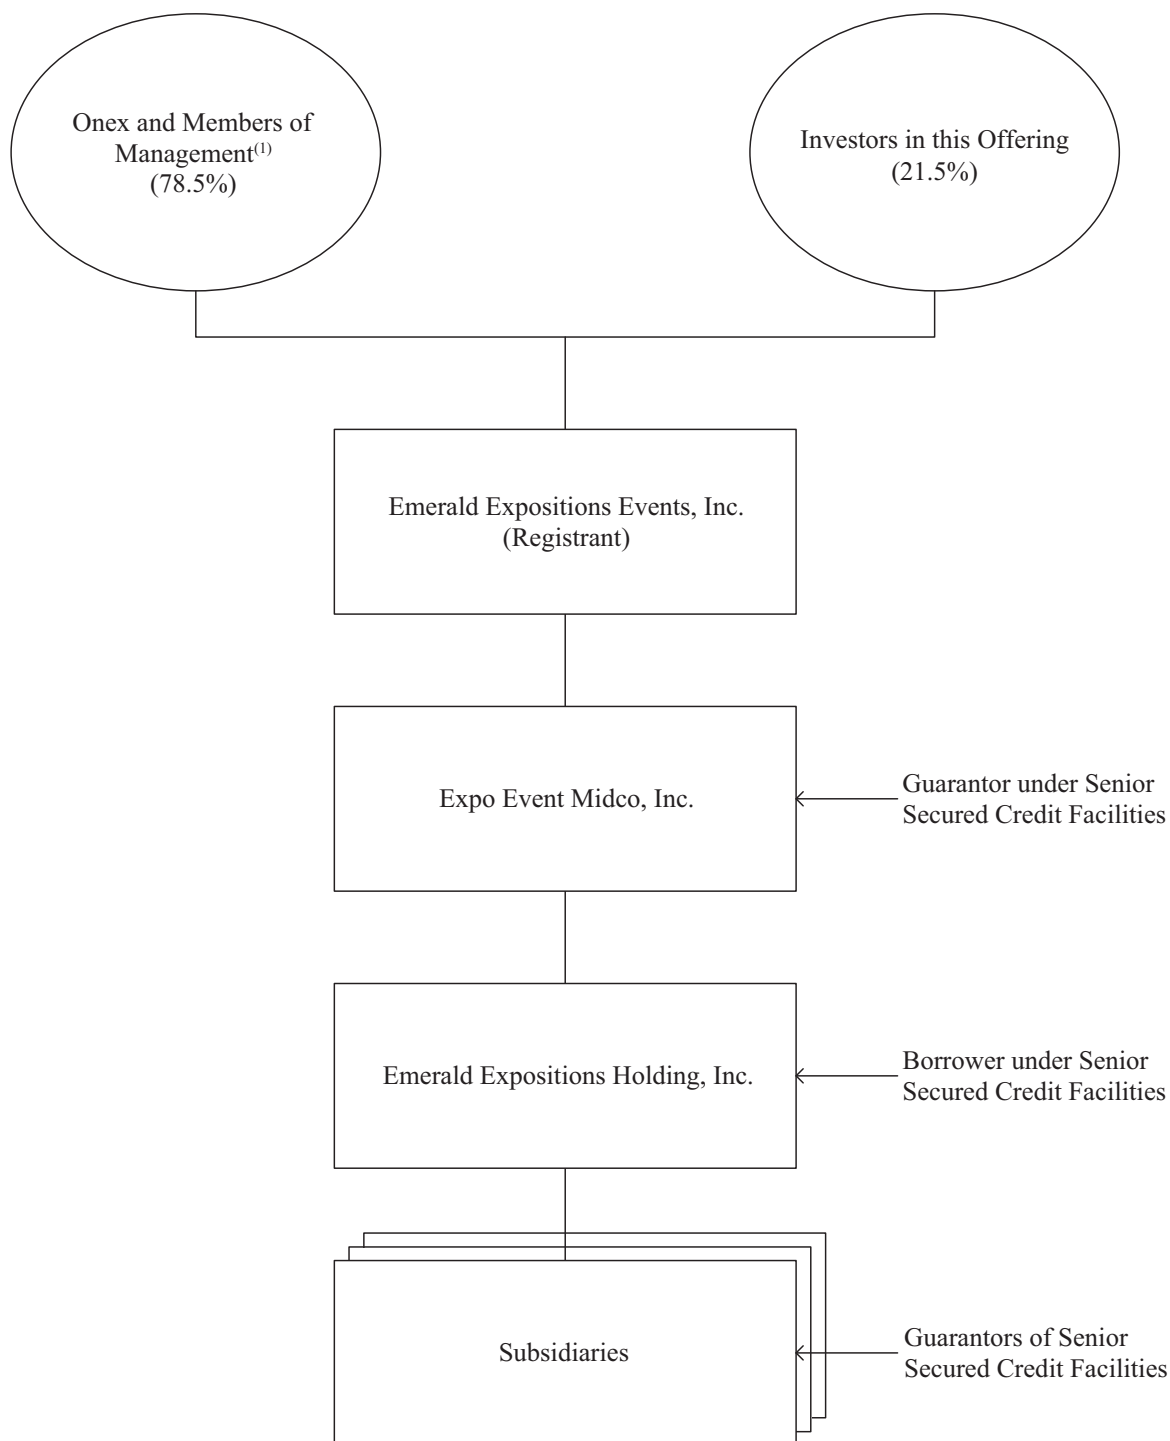 Onex and Members of
Management(1)
(78.5%)
Investors in this Offering
(21.5%)
Emerald Expositions Events, Inc.
(Registrant)
Expo Event Midco, Inc.
Guarantor under Senior
Secured Credit Facilities
Emerald Expositions Holding, Inc.
Borrower under Senior
Secured Credit Facilities
Subsidiaries
Guarantors of Senior
Secured Credit Facilities